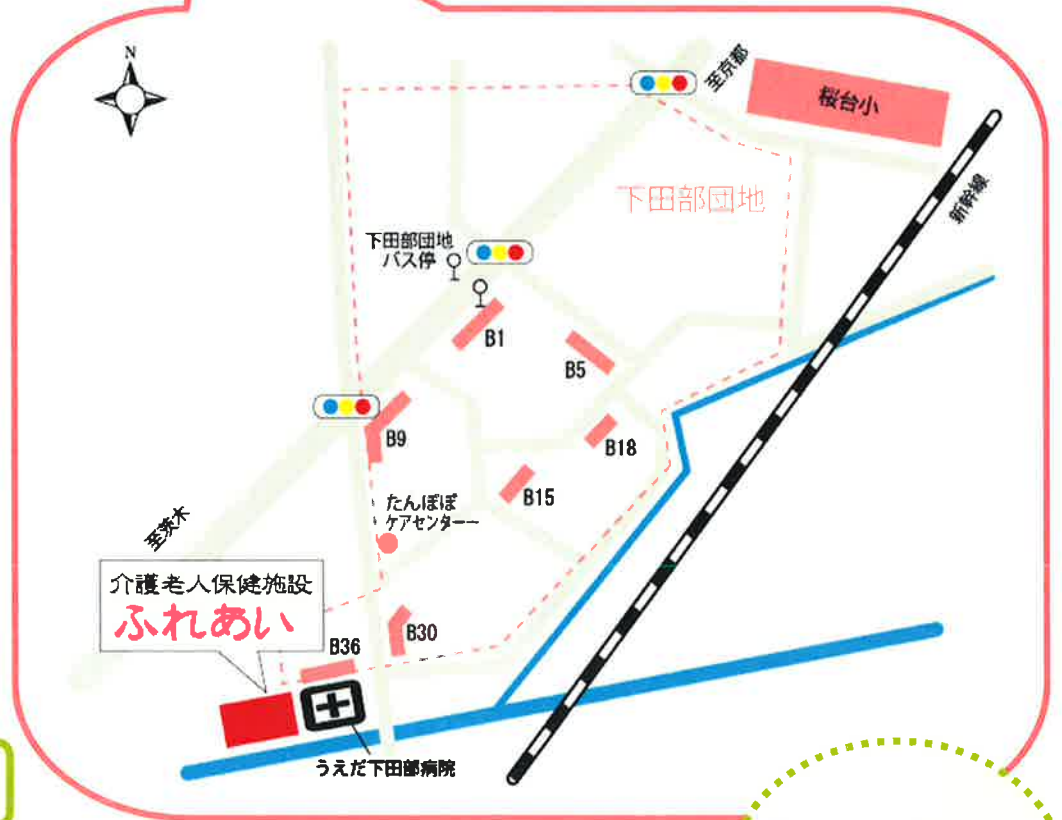 N
至京都
桜台小
新幹線
下田部団地
下田部団地
バス停
B1
B5
B9
B18
B15
たんぽぽ
ケアセンター
至茨木
介護老人保健施設
ふれあい
B30
B36
うえだ下田部病院